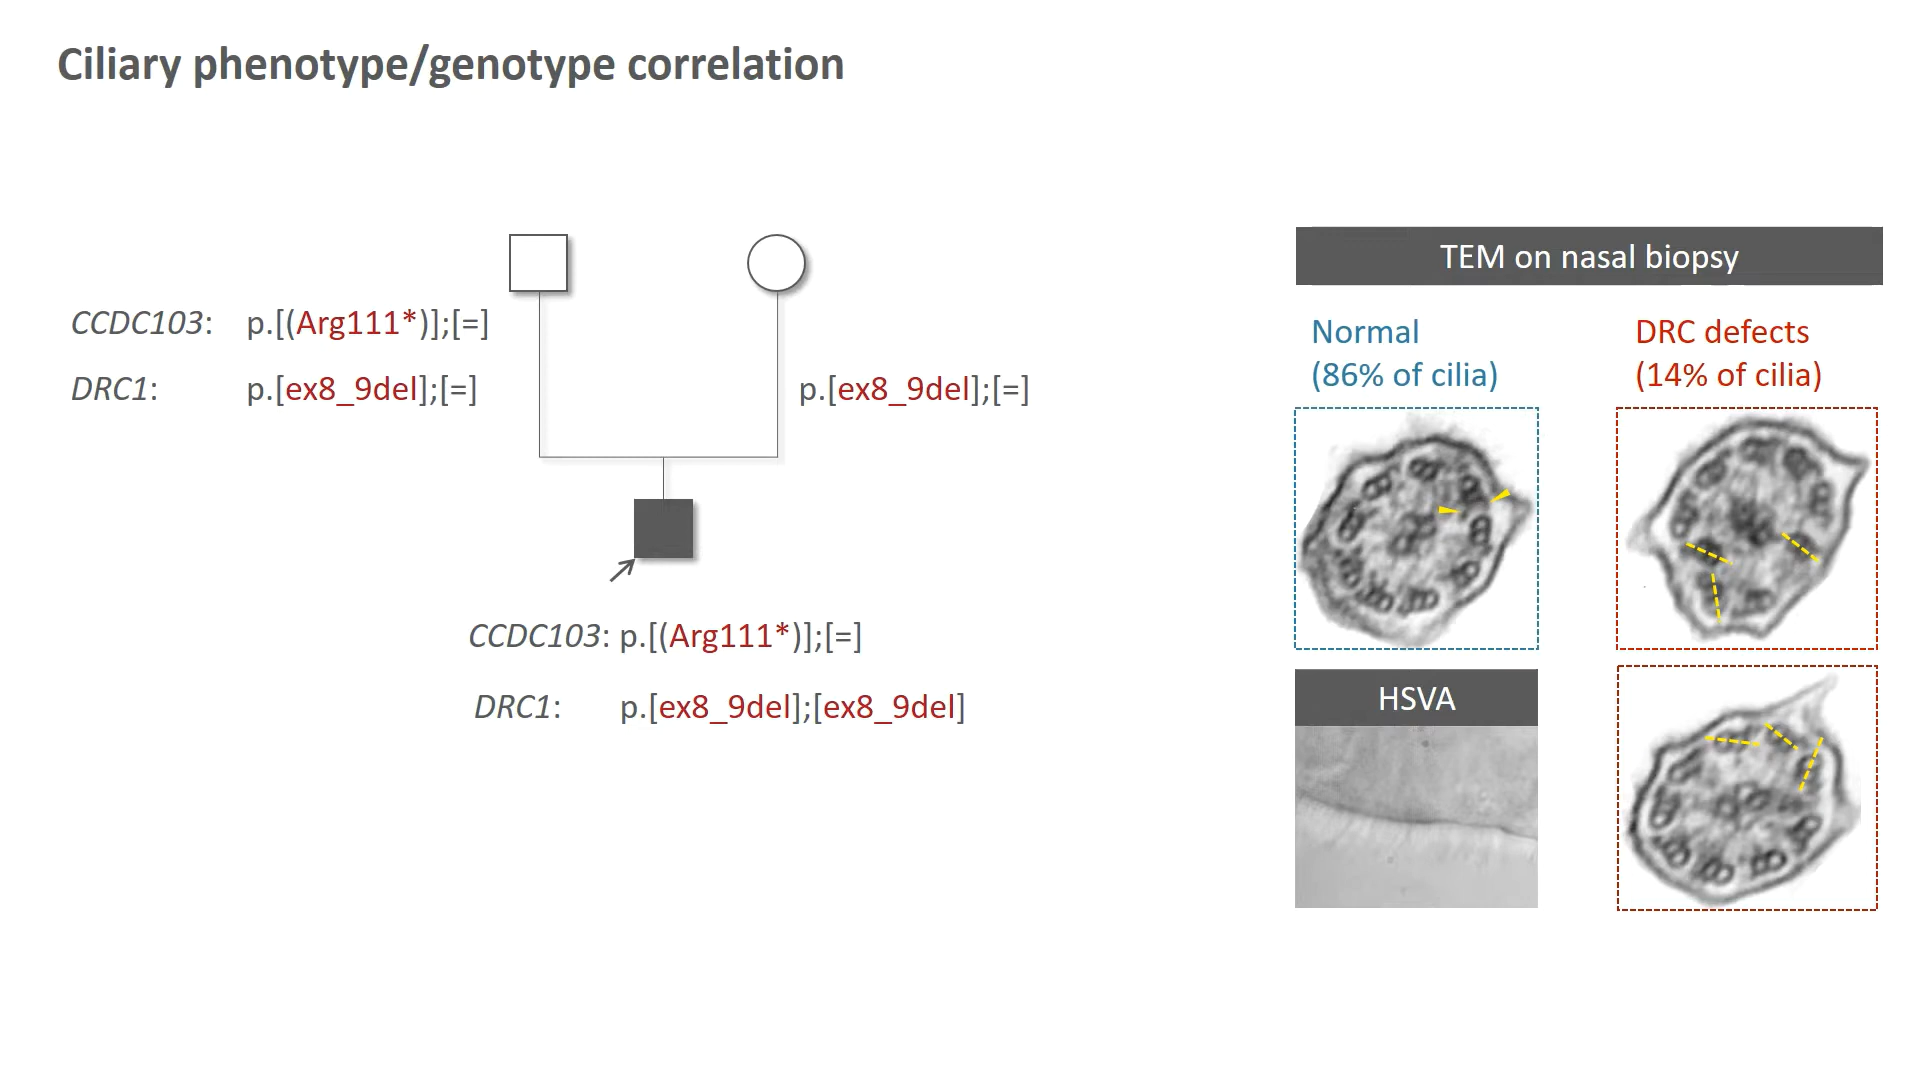 Ciliary phenotype/genotype correlation
CCDC103: p.[(Arg111*)];[=]
DRC1: p.[ex8_9del];[=]
p.[ex8_9del];[=]
CCDC103: p.[(Arg111*)];[=]
DRC1: p.[ex8_9del];[ex8_9del]
TEM on nasal biopsy
Normal
(86% of cilia)
DRC defects
(14% of cilia)
HSVA